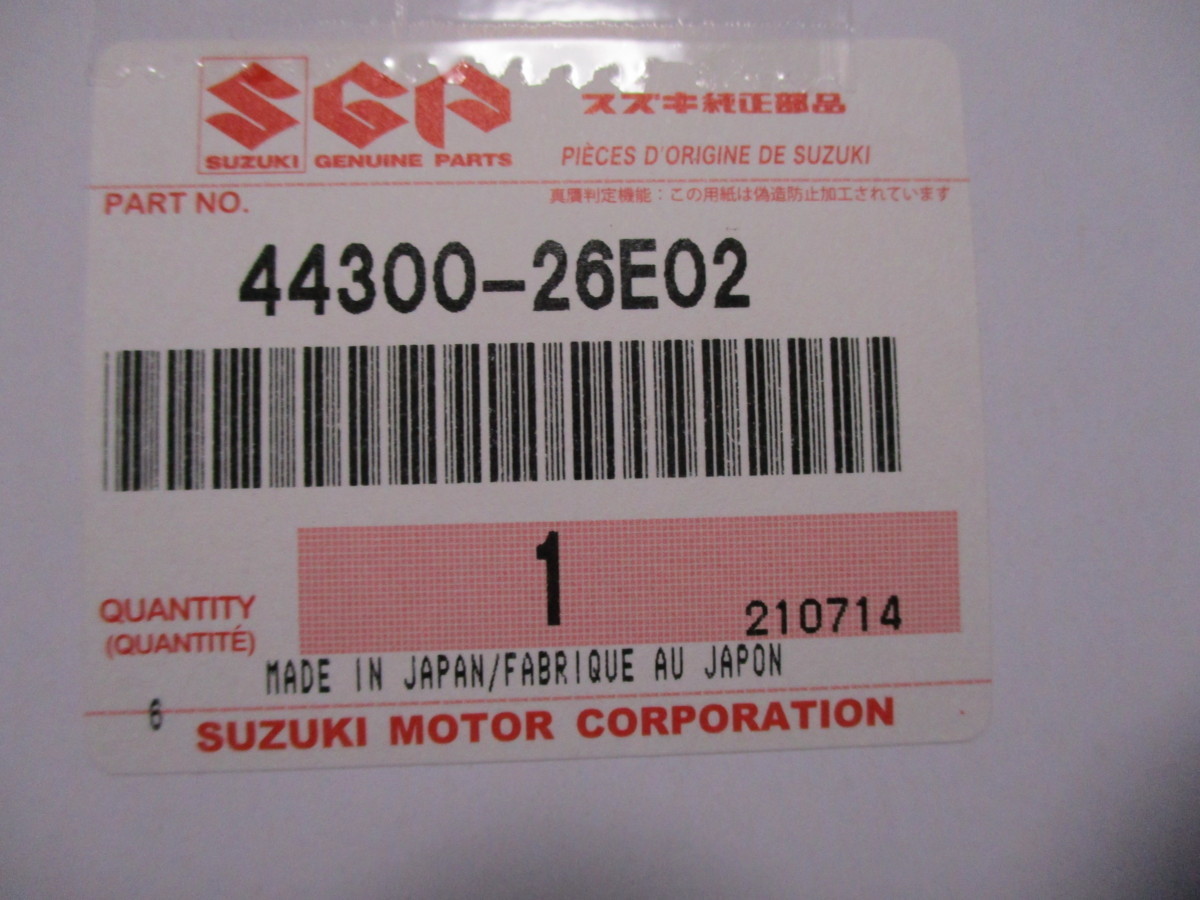 SGP スズキ純正部品
SUZUKI GENUINE PARTS PIÈCES D'ORIGINE DE SUZUKI
PART NO. 真贋判定機能：この用紙は偽造防止加工されています
44300-26E02
1
QUANTITY 210714
(QUANTITÉ)
MADE IN JAPAN/FABRIQUE AU JAPON
6
SUZUKI MOTOR CORPORATION